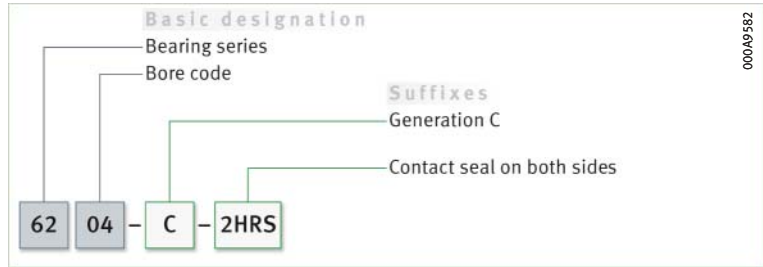 Basic designation
Bearing series
Bore code
Suffixes
Generation C
Contact seal on both sides
62 04 – C – 2HRS
000A9582